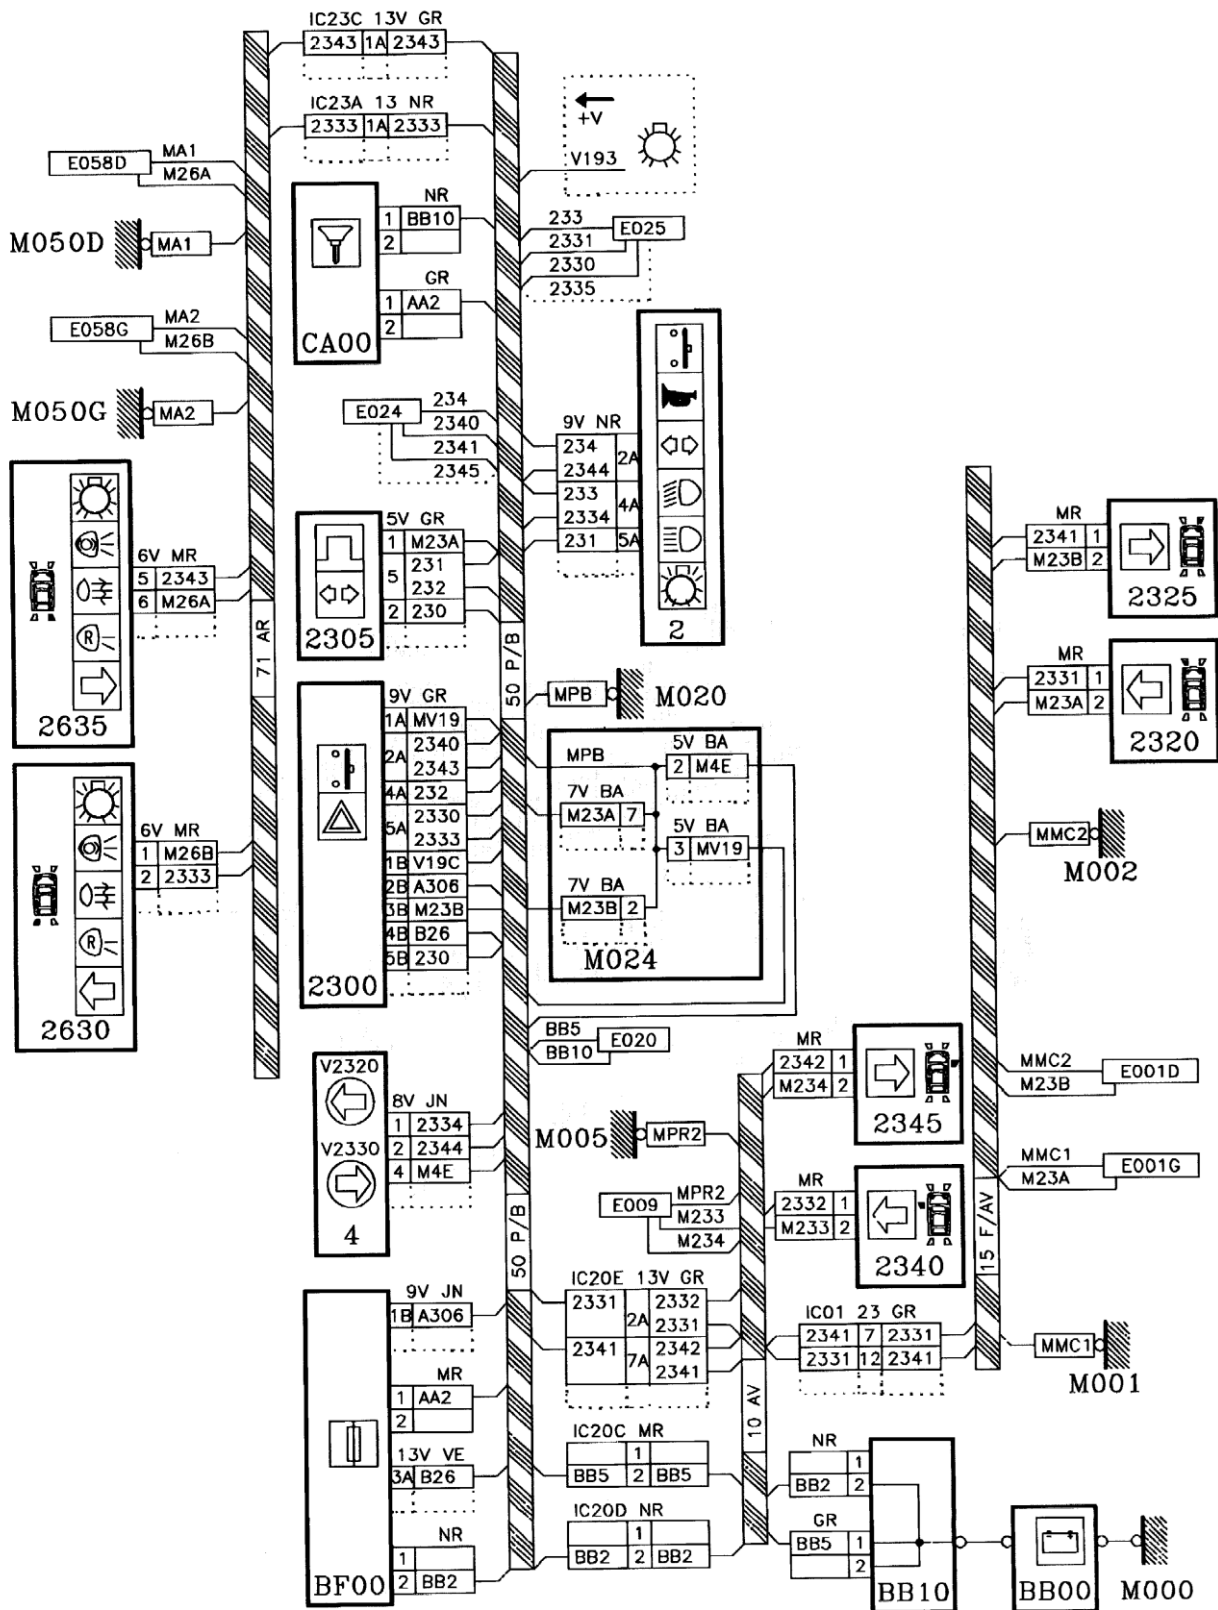 IC23C 13V GR
2343 1A 2343
IC23A 13 NR
2333 1A 2333
+V
V193
E058D
MA1
M26A
M050D
MA1
NR
1 BB10
2
GR
1 AA2
2
CA00
233
2331
2330
2335
E025
E058G
MA2
M26B
M050G
MA2
E024
234
2340
2341
2345
9V NR
234
2344
2A
233
2334
4A
231 5A
2
5V GR
1 M23A
5
231
232
2 230
2305
6V MR
5 2343
6 M26A
2635
71 AR
50 P/B
MPB
M020
MR
2341 1
M23B 2
2325
MR
2331 1
M23A 2
2320
9V GR
1A MV19
2A
2340
2343
4A 232
5A
2330
2333
1B V19C
2B A306
3B M23B
4B B26
5B 230
2300
MPB
5V BA
2 M4E
7V BA
M23A 7
5V BA
3 MV19
7V BA
M23B 2
M024
MMC2
M002
6V MR
1 M26B
2 2333
2630
BB5
BB10
E020
V2320
V2330
8V JN
1 2334
2 2344
4 M4E
4
M005
MPR2
MR
2342 1
M234 2
2345
MMC2
M23B
E001D
MMC1
M23A
E001G
E009
MPR2
M233
M234
MR
2332 1
M233 2
2340
50 P/B
15 F/AV
9V JN
1B A306
MR
1 AA2
2
13V VE
3A B26
NR
1
2 BB2
BF00
IC20E 13V GR
2331 2A 2332
2331
2341 7A 2342
2341
IC01 23 GR
2341 7 2331
2331 12 2341
MMC1
M001
10 AV
IC20C MR
1
BB5 2 BB5
IC20D NR
1
BB2 2 BB2
NR
1
BB2 2
GR
BB5 1
2
BB10
BB00
M000